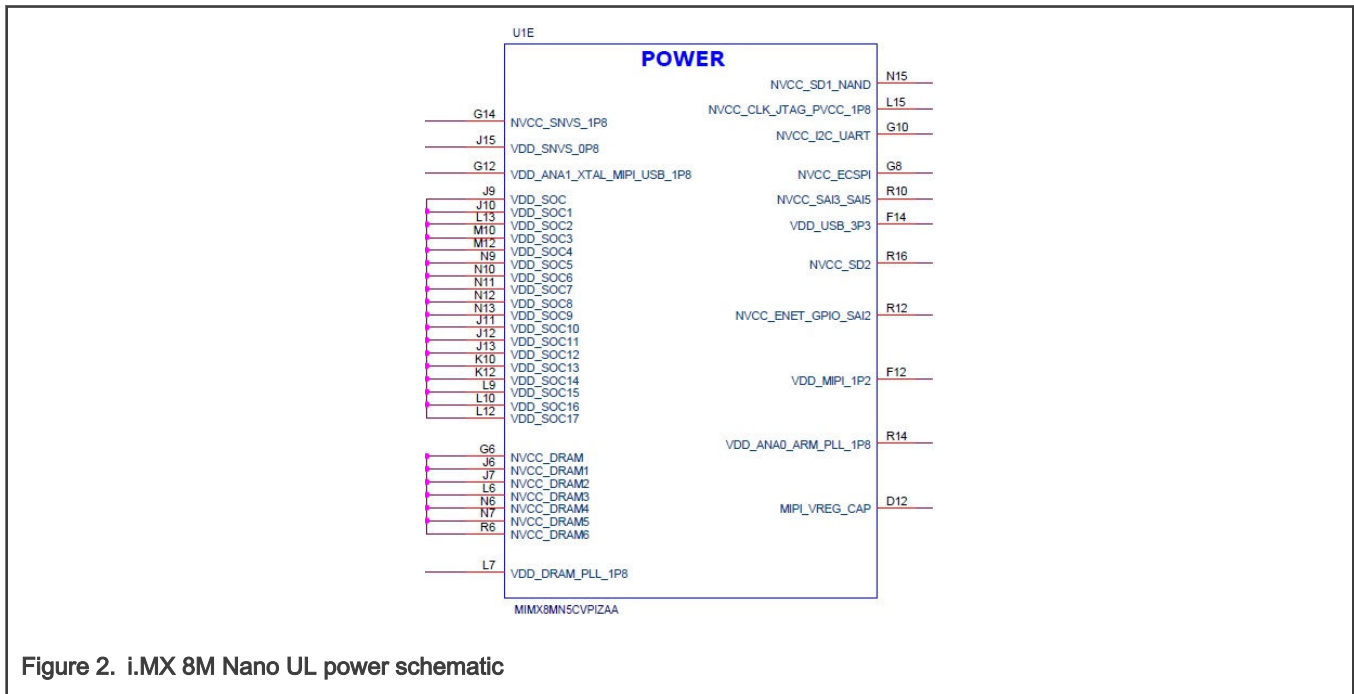 U1E
POWER
G14 NVCC_SNVS_1P8
J15 VDD_SNVS_0P8
G12 VDD_ANA1_XTAL_MIPI_USB_1P8
J9 VDD_SOC
J10 VDD_SOC1
L13 VDD_SOC2
M10 VDD_SOC3
M12 VDD_SOC4
N9 VDD_SOC5
N10 VDD_SOC6
N11 VDD_SOC7
N12 VDD_SOC8
N13 VDD_SOC9
J11 VDD_SOC10
J12 VDD_SOC11
J13 VDD_SOC12
K10 VDD_SOC13
K12 VDD_SOC14
L9 VDD_SOC15
L10 VDD_SOC16
L12 VDD_SOC17
G6 NVCC_DRAM
J6 NVCC_DRAM1
J7 NVCC_DRAM2
L6 NVCC_DRAM3
N6 NVCC_DRAM4
N7 NVCC_DRAM5
R6 NVCC_DRAM6
L7 VDD_DRAM_PLL_1P8
NVCC_SD1_NAND N15
NVCC_CLK_JTAG_PVCC_1P8 L15
NVCC_I2C_UART G10
NVCC_ECSPI G8
NVCC_SAI3_SAI5 R10
VDD_USB_3P3 F14
NVCC_SD2 R16
NVCC_ENET_GPIO_SAI2 R12
VDD_MIPI_1P2 F12
VDD_ANA0_ARM_PLL_1P8 R14
MIPI_VREG_CAP D12
MIMX8MN5CVPIZAA
Figure 2. i.MX 8M Nano UL power schematic